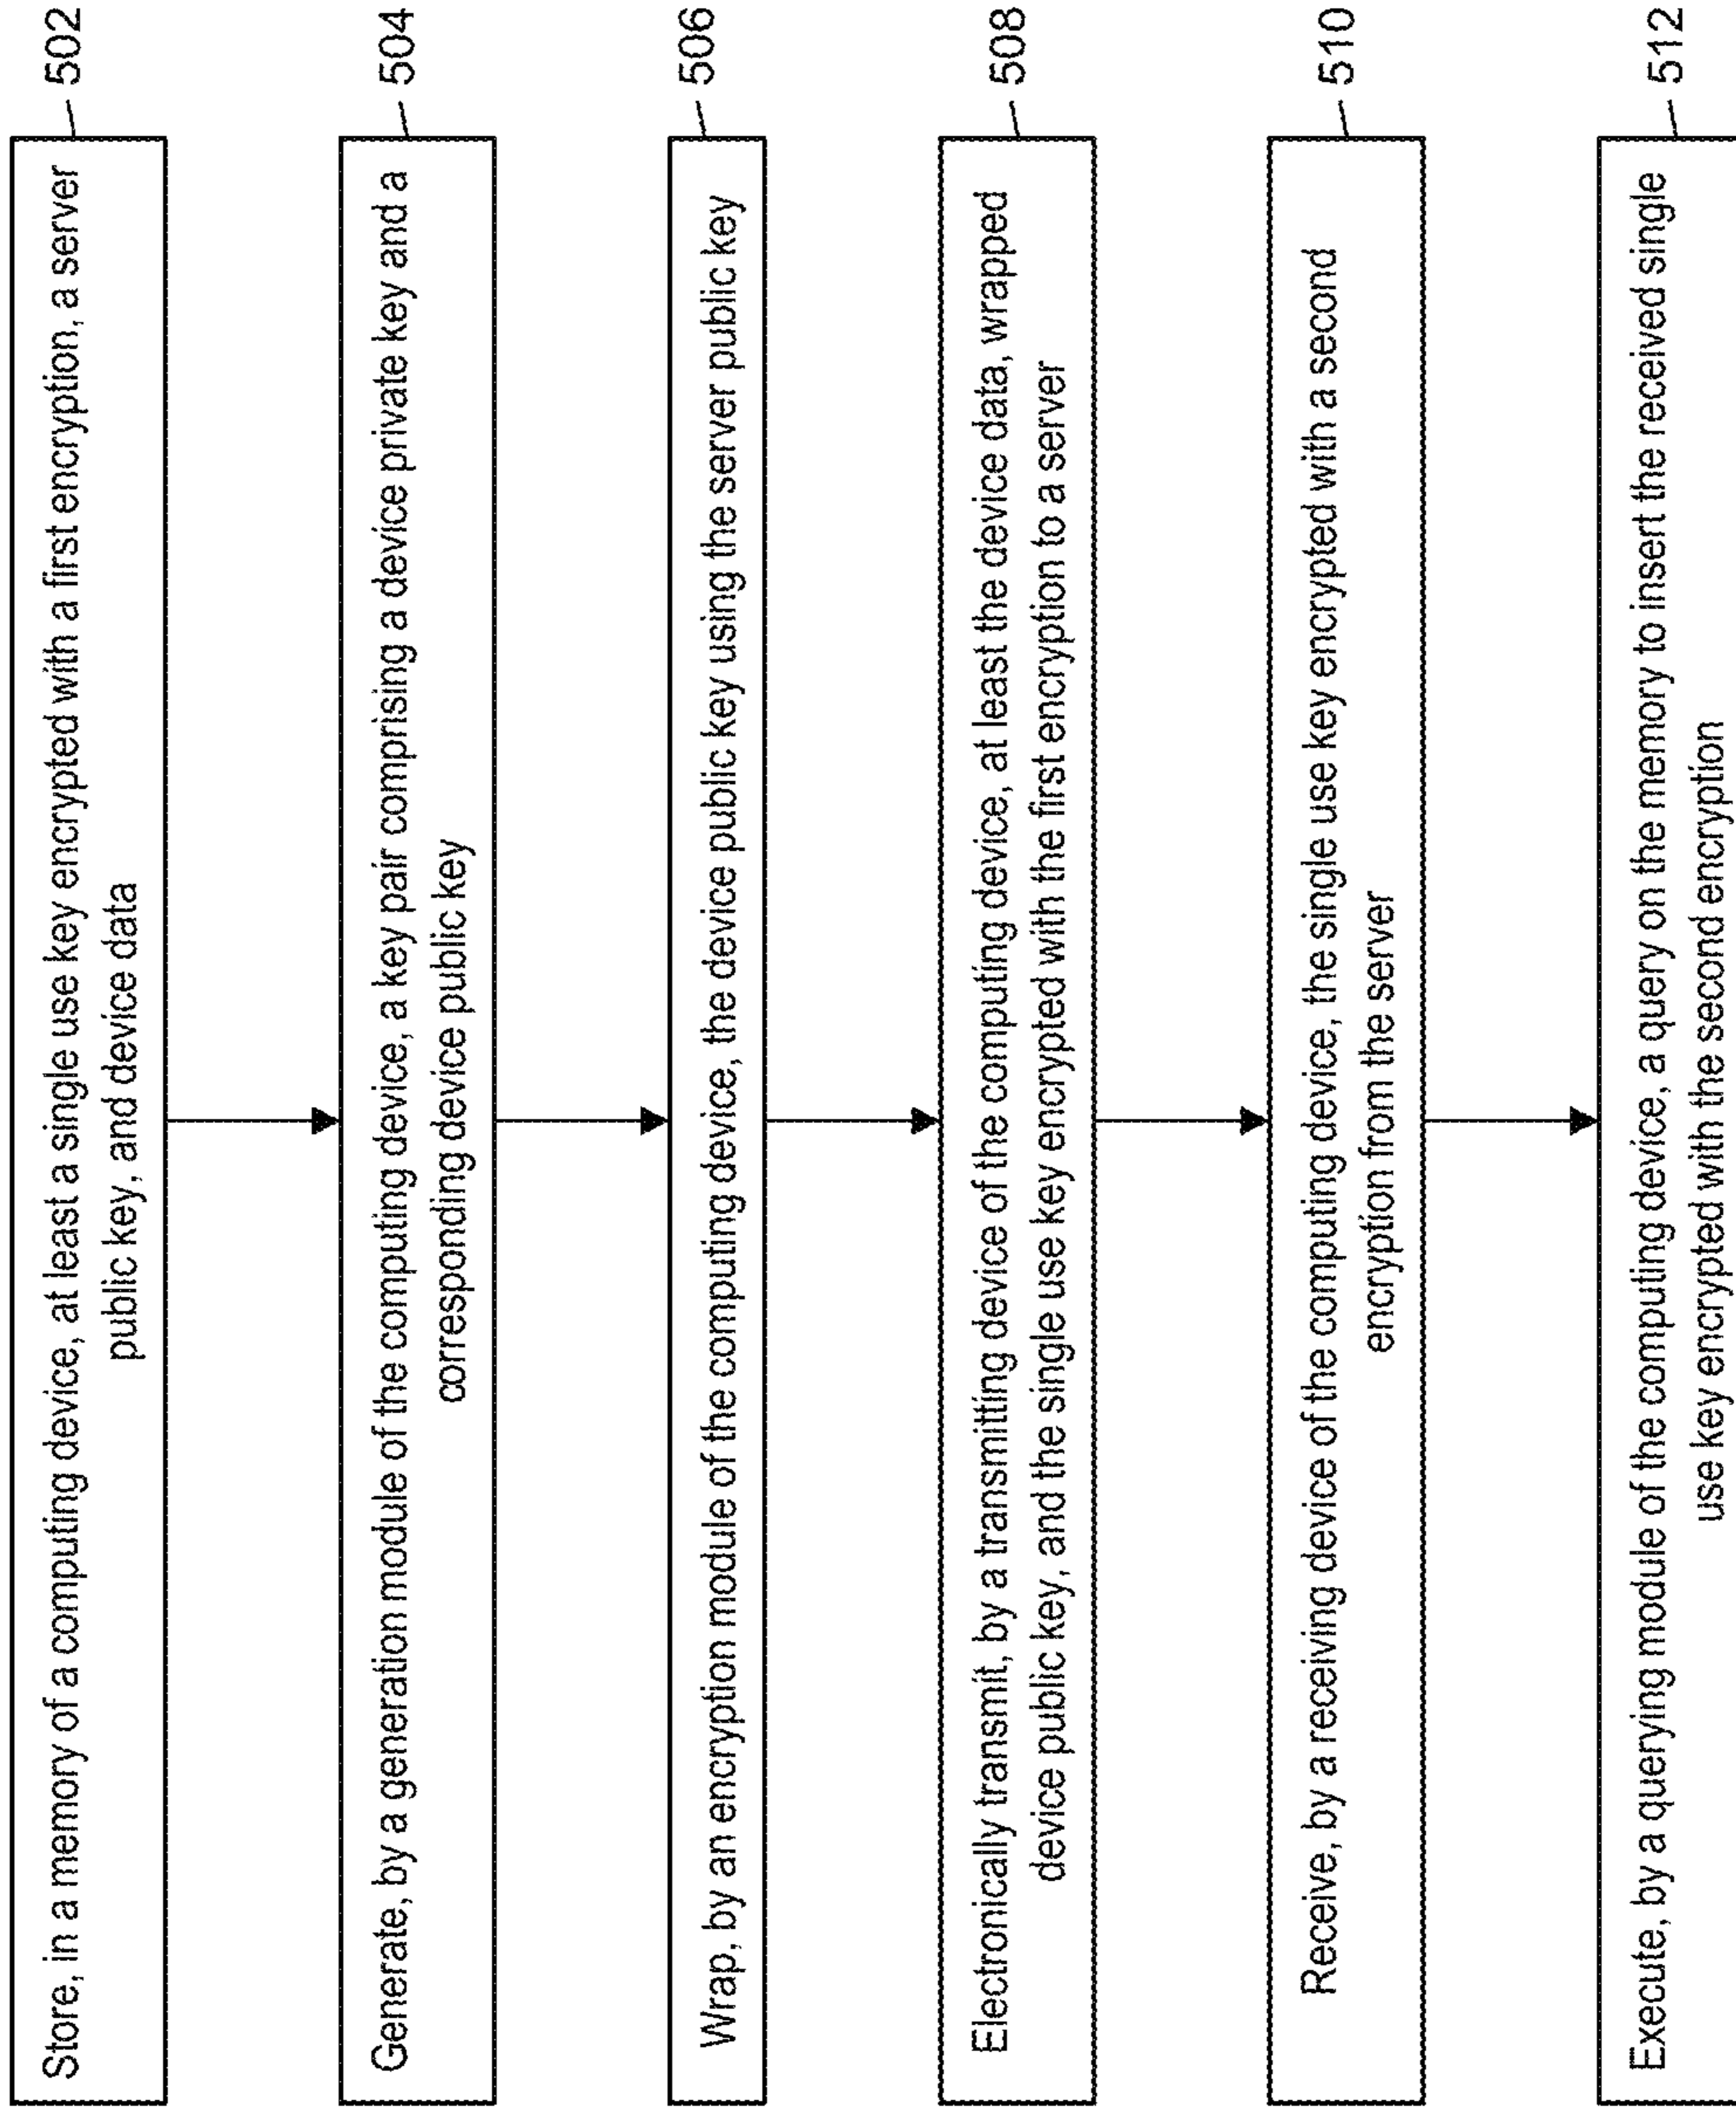 Store, in a memory of a computing device, at least a single use key encrypted with a first encryption, a server
public key, and device data
502
Generate, by a generation module of the computing device, a key pair comprising a device private key and a
corresponding device public key
504
Wrap, by an encryption module of the computing device, the device public key using the server public key
506
Electronically transmit, by a transmitting device of the computing device, at least the device data, wrapped
device public key, and the single use key encrypted with the first encryption to a server
508
Receive, by a receiving device of the computing device, the single use key encrypted with a second
encryption from the server
510
Execute, by a querying module of the computing device, a query on the memory to insert the received single
use key encrypted with the second encryption
512